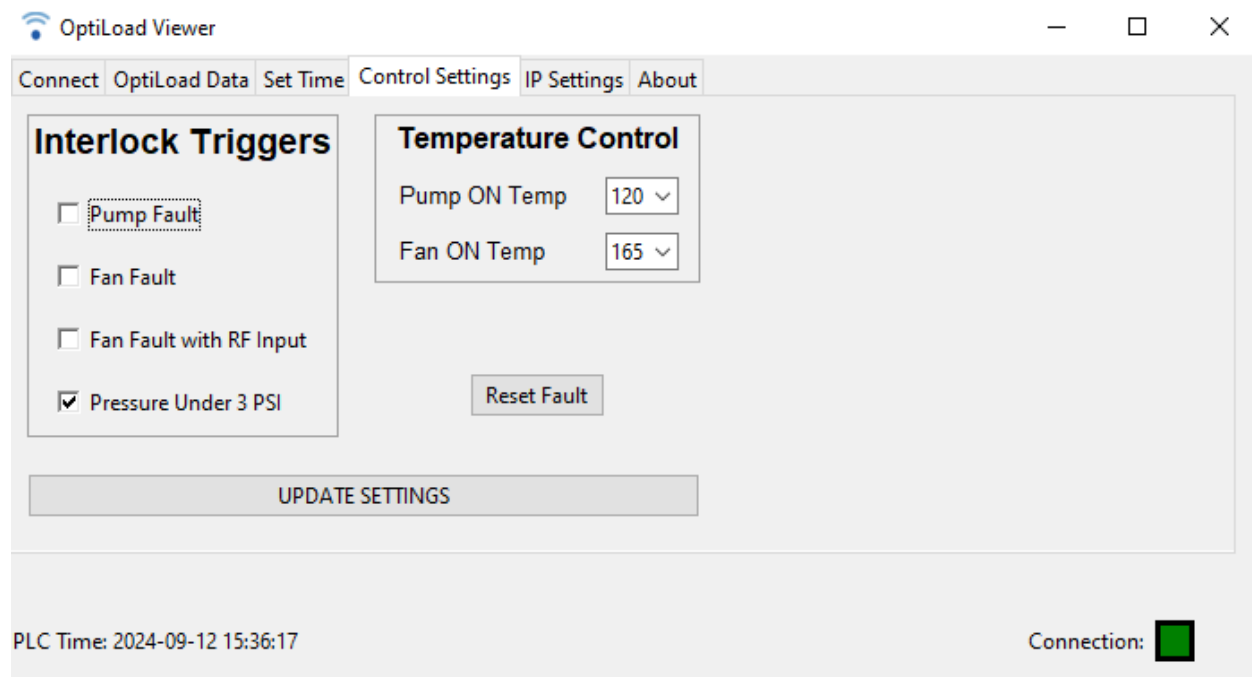 OptiLoad Viewer
Connect OptiLoad Data Set Time Control Settings IP Settings About
Interlock Triggers
Pump Fault
Fan Fault
Fan Fault with RF Input
Pressure Under 3 PSI
Temperature Control
Pump ON Temp 120
Fan ON Temp 165
Reset Fault
UPDATE SETTINGS
PLC Time: 2024-09-12 15:36:17
Connection: